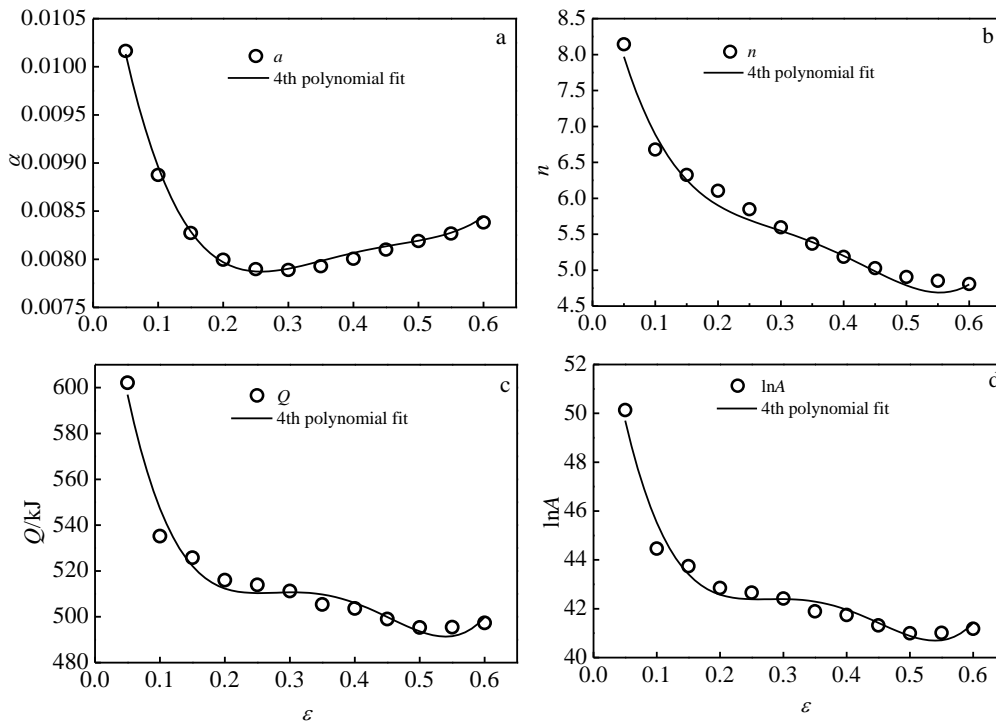 a
a
4th polynomial fit
α
0.0105
0.0100
0.0095
0.0090
0.0085
0.0080
0.0075
0.0 0.1 0.2 0.3 0.4 0.5 0.6
b
n
4th polynomial fit
n
8.5
8.0
7.5
7.0
6.5
6.0
5.5
5.0
4.5
0.0 0.1 0.2 0.3 0.4 0.5 0.6
c
Q
4th polynomial fit
Q/kJ
600
580
560
540
520
500
480
0.0 0.1 0.2 0.3 0.4 0.5 0.6
ε
d
lnA
4th polynomial fit
lnA
52
50
48
46
44
42
40
0.0 0.1 0.2 0.3 0.4 0.5 0.6
ε